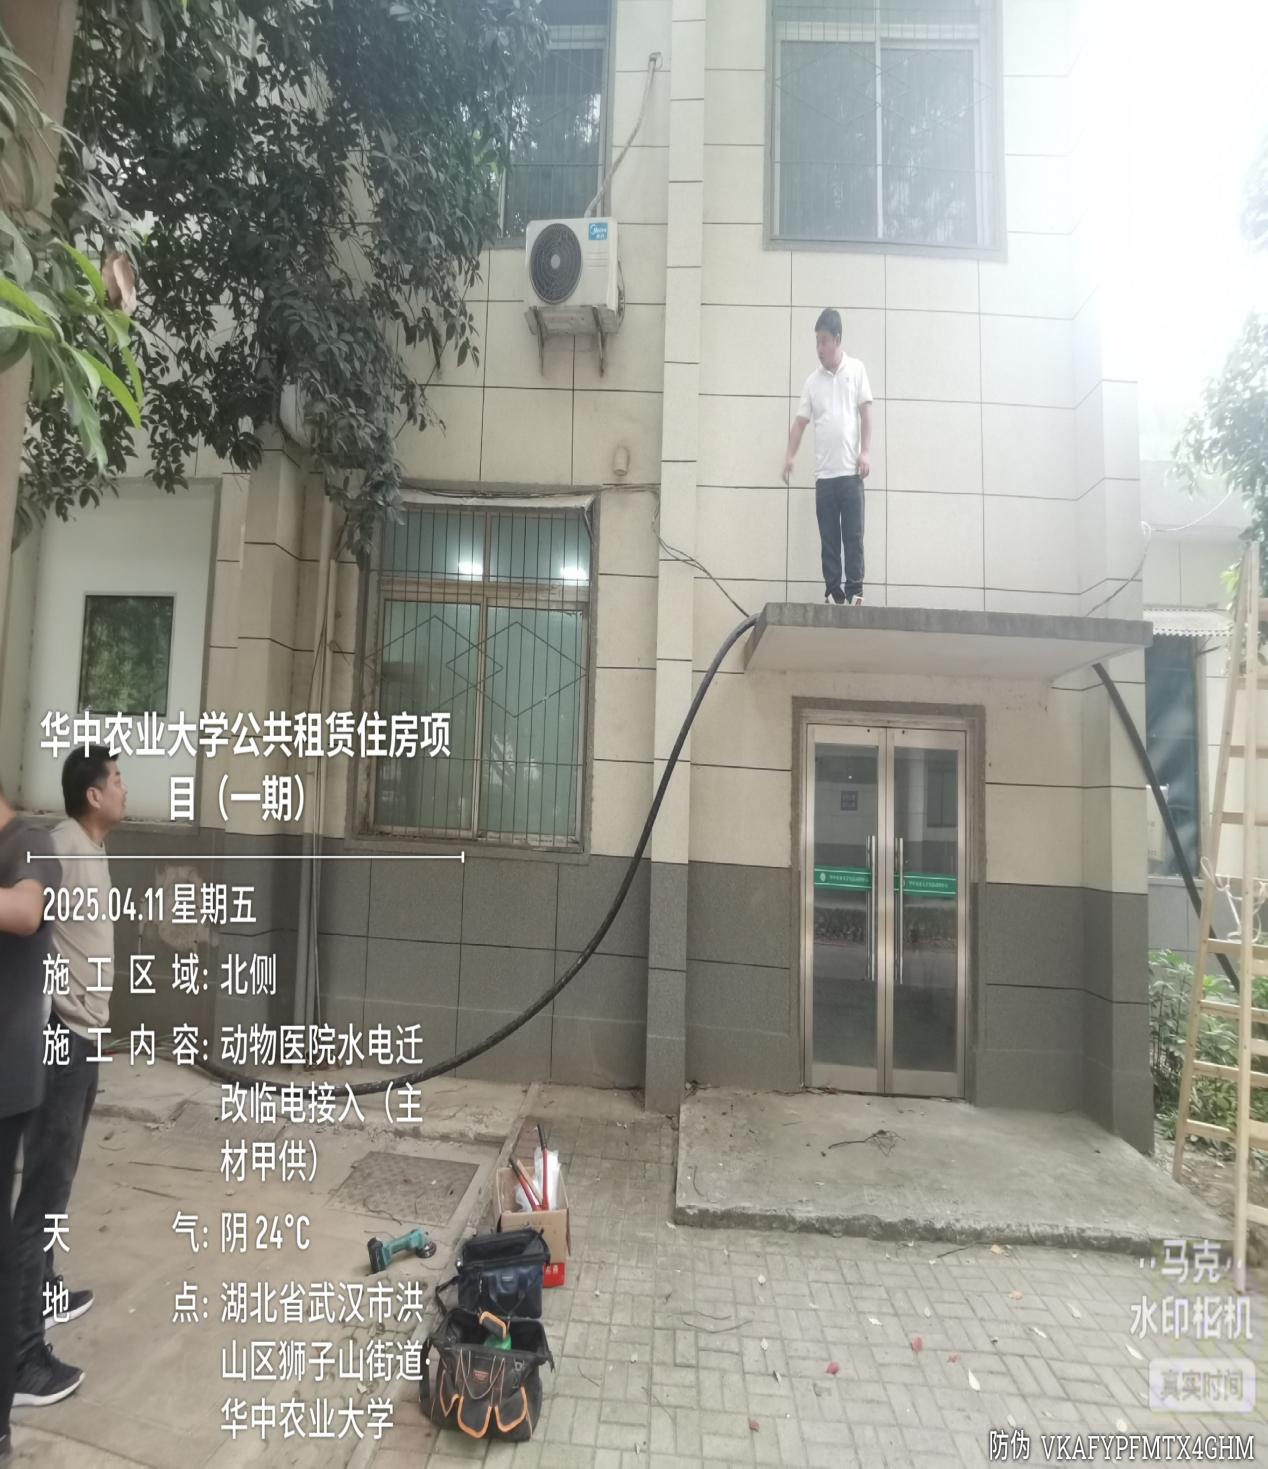 华中农业大学公共租赁住房项
目（一期）
2025.04.11 星期五
施工区域: 北侧
施工内容: 动物医院水电迁
改临电接入（主
材甲供）
天气: 阴 24°C
地点: 湖北省武汉市洪
山区狮子山街道·
华中农业大学
马克
水印相机
真实时间
防伪 VKAFYPFMTX4GHM
Midea